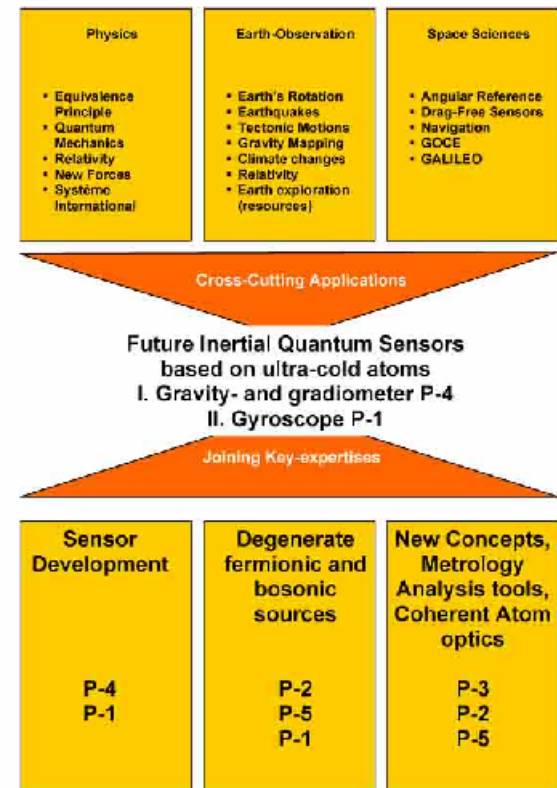 Physics
▪ Equivalence
Principle
▪ Quantum
Mechanics
▪ Relativity
▪ New Forces
▪ Systéme
International
Earth-Observation
▪ Earth's Rotation
▪ Earthquakes
▪ Tectonic Motions
▪ Gravity Mapping
▪ Climate changes
▪ Relativity
▪ Earth exploration
(resources)
Space Sciences
▪ Angular Reference
▪ Drag-Free Sensors
▪ Navigation
▪ GOCE
▪ GALILEO
Cross-Cutting Applications
Future Inertial Quantum Sensors
based on ultra-cold atoms
I. Gravity- and gradiometer P-4
II. Gyroscope P-1
Joining Key-expertises
Sensor
Development
P-4
P-1
Degenerate
fermionic and
bosonic
sources
P-2
P-5
P-1
New Concepts,
Metrology
Analysis tools,
Coherent Atom
optics
P-3
P-2
P-5